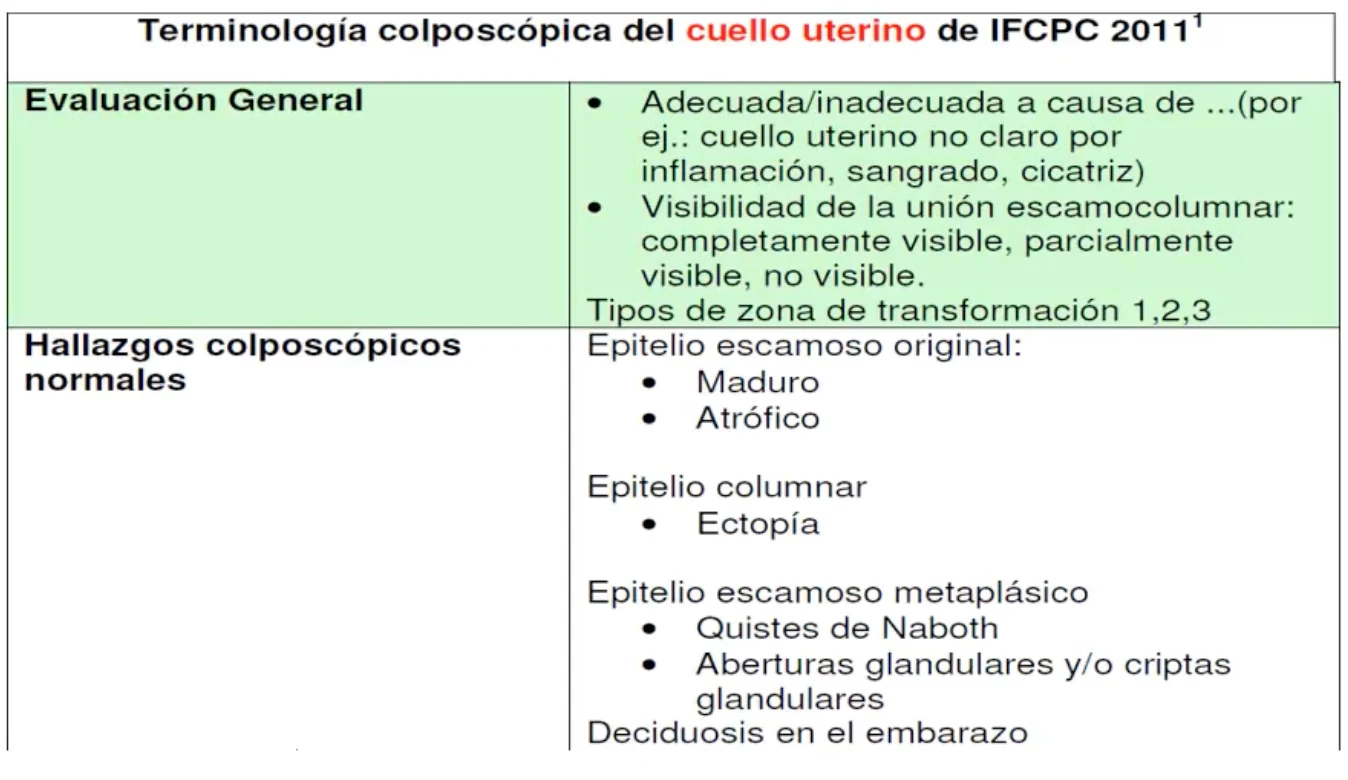 Terminología colposcópica del cuello uterino de IFCPC 2011¹
Evaluación General
• Adecuada/inadecuada a causa de ...(por
ej.: cuello uterino no claro por
inflamación, sangrado, cicatriz)
• Visibilidad de la unión escamocolumnar:
completamente visible, parcialmente
visible, no visible.
Tipos de zona de transformación 1,2,3
Hallazgos colposcópicos
normales
Epitelio escamoso original:
• Maduro
• Atrófico
Epitelio columnar
• Ectopía
Epitelio escamoso metaplásico
• Quistes de Naboth
• Aberturas glandulares y/o criptas
glandulares
Deciduosis en el embarazo